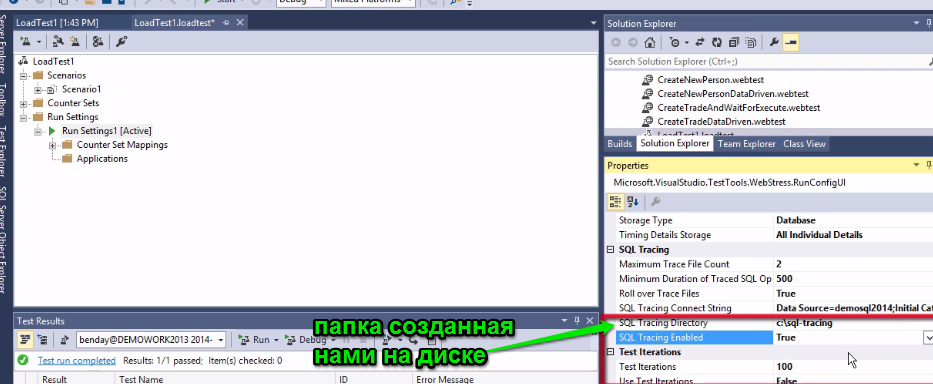 Start
Debug
Mixed Platforms
LoadTest1 [1:43 PM]
LoadTest1.loadtest*
Server Explorer
Toolbox
Test Explorer
SQL Server Object Explorer
LoadTest1
Scenarios
Scenario1
Counter Sets
Run Settings
Run Settings1 [Active]
Counter Set Mappings
Applications
Solution Explorer
Search Solution Explorer (Ctrl+;)
CreateNewPerson.webtest
CreateNewPersonDataDriven.webtest
CreateTradeAndWaitForExecute.webtest
CreateTradeDataDriven.webtest
LoadTest1.loadtest
Builds Solution Explorer Team Explorer Class View
Properties
Microsoft.VisualStudio.TestTools.WebStress.RunConfigUI
Storage Type Database
Timing Details Storage All Individual Details
SQL Tracing
Maximum Trace File Count 2
Minimum Duration of Traced SQL Op 500
Roll over Trace Files True
SQL Tracing Connect String Data Source=demosql2014;Initial Cat
SQL Tracing Directory c:\sql-tracing
SQL Tracing Enabled True
Test Iterations
Test Iterations 100
Use Test Iterations False
папка созданная
нами на диске
Test Results
benday@DEMOWORK2013 2014-
Run
Debug
Test run completed Results: 1/1 passed; Item(s) checked: 0
Result Test Name ID Error Message